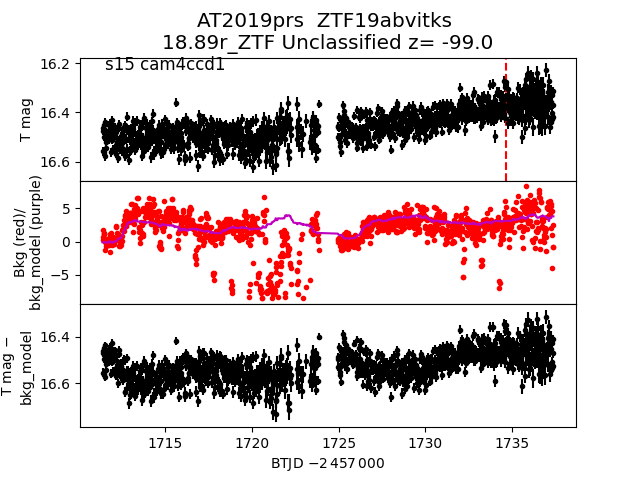 AT2019prs  ZTF19abvitks
18.89r_ZTF Unclassified z= -99.0
s15 cam4ccd1
T mag
16.2
16.4
16.6
Bkg (red)/
bkg_model (purple)
5
0
−5
T mag −
bkg_model
16.4
16.6
1715
1720
1725
1730
1735
BTJD −2 457 000